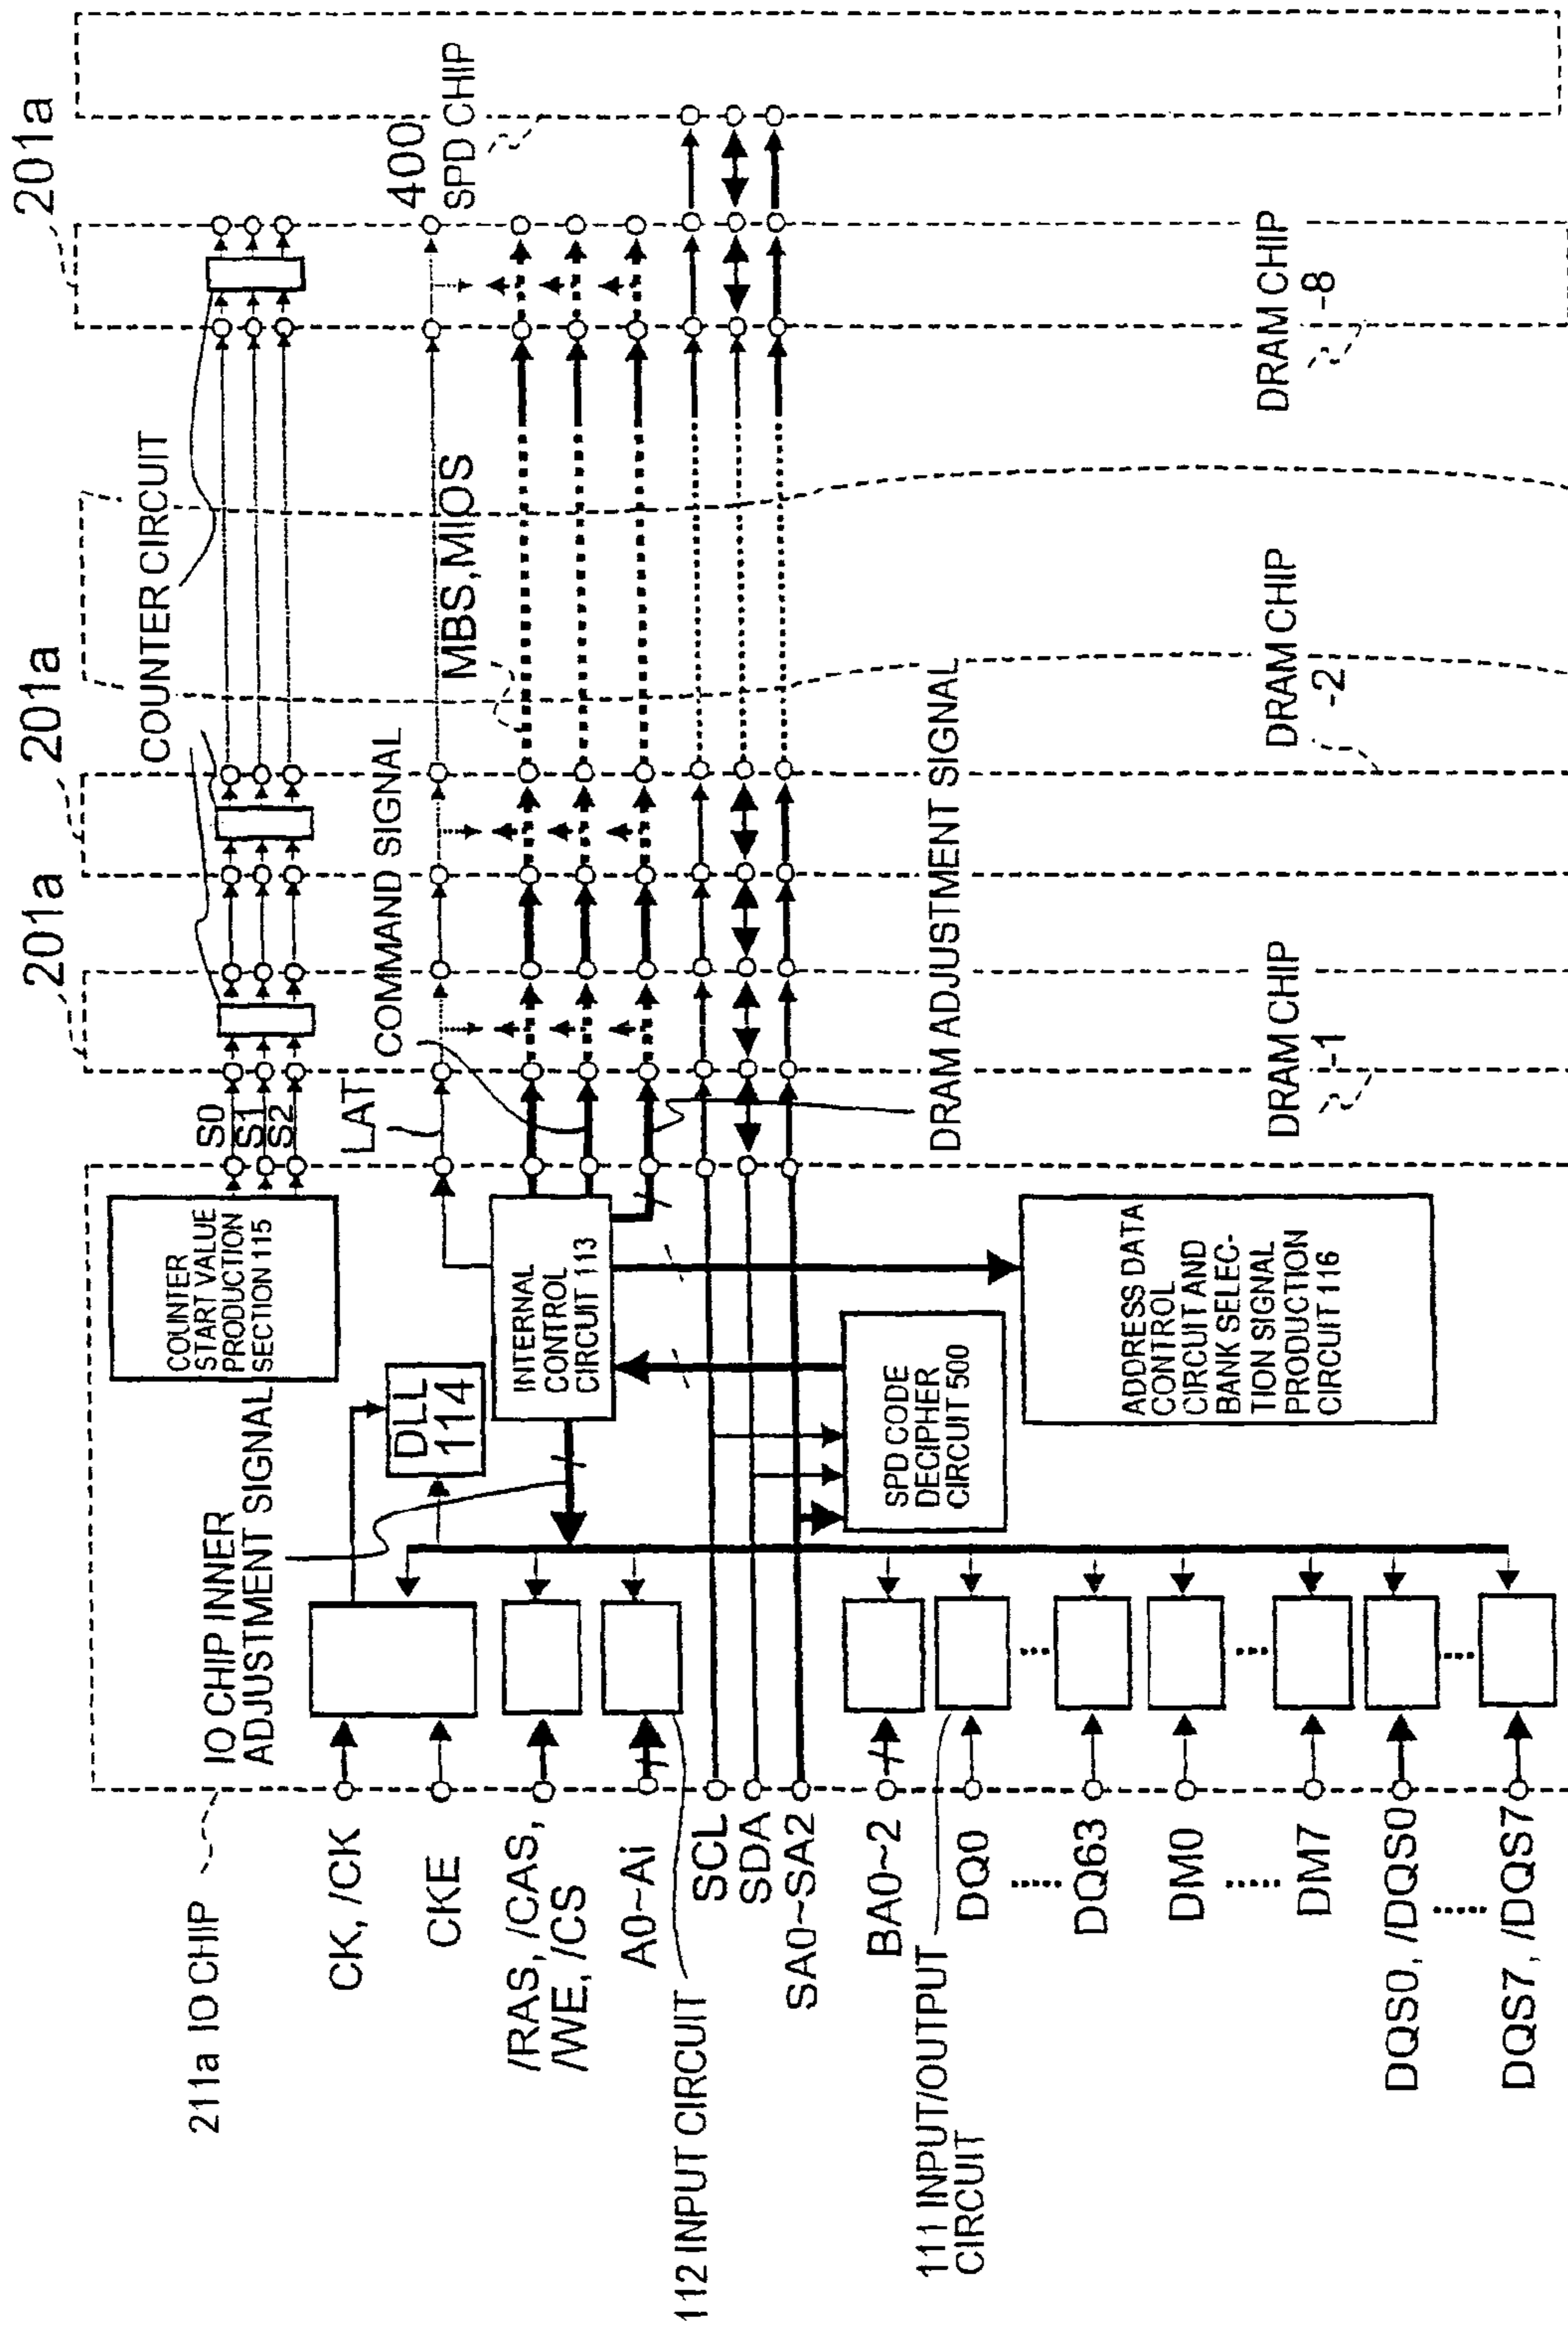 211a IO CHIP
IO CHIP INNER
ADJUSTMENT SIGNAL
CK, /CK
CKE
/RAS, /CAS,
/WE, /CS
A0~Ai
112 INPUT CIRCUIT
SCL
SDA
SA0~SA2
BA0~2
111 INPUT/OUTPUT
CIRCUIT
DQ0
DQ63
DM0
DM7
DQS0, /DQS0
DQS7, /DQS7
COUNTER
START VALUE
PRODUCTION
SECTION 115
DLL
114
INTERNAL
CONTROL
CIRCUIT 113
SPD CODE
DECIPHER
CIRCUIT 500
ADDRESS DATA
CONTROL
CIRCUIT AND
BANK SELEC-
TION SIGNAL
PRODUCTION
CIRCUIT 116
S0
S1
S2
LAT
COMMAND SIGNAL
DRAM ADJUSTMENT SIGNAL
201a
201a
201a
COUNTER CIRCUIT
MBS,MIOS
400
SPD CHIP
DRAM CHIP
-1
DRAM CHIP
-2
DRAM CHIP
-8